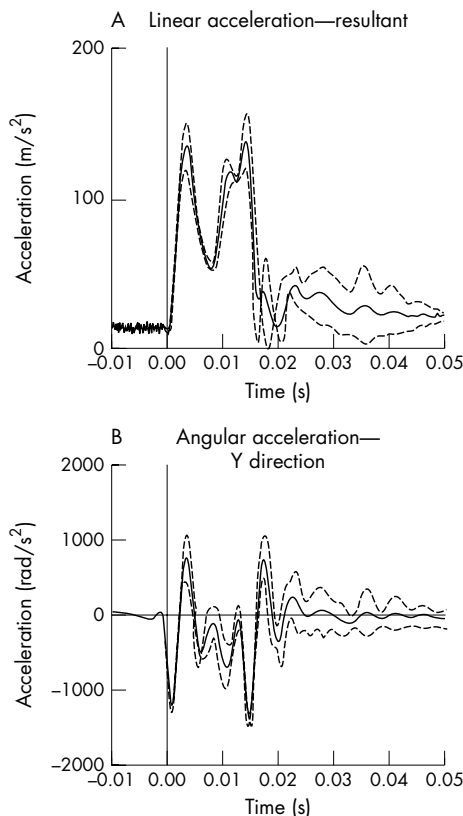 A Linear acceleration—resultant
200
100
0
Acceleration (m/s²)
–0.01 0.00 0.01 0.02 0.03 0.04 0.05
Time (s)
B Angular acceleration—
Y direction
2000
1000
0
–1000
–2000
Acceleration (rad/s²)
–0.01 0.00 0.01 0.02 0.03 0.04 0.05
Time (s)